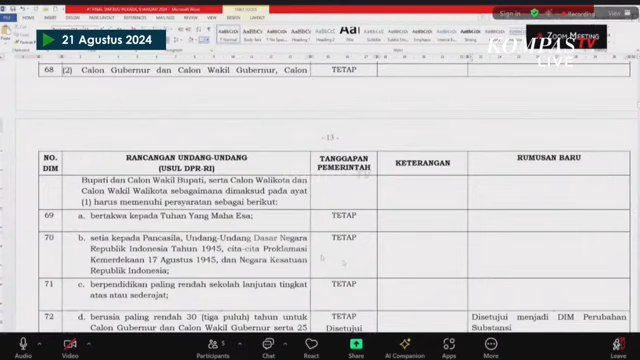 21 Agustus 2024
KOMPASTV
LIVE
ZOOM MEETING
Sign in
Recording
68 (2) Calon Gubernur dan Calon Wakil Gubernur, Calon TETAP
- 13 -
NO. DIM
RANCANGAN UNDANG-UNDANG
(USUL DPR-RI)
TANGGAPAN
PEMERINTAH
KETERANGAN
RUMUSAN BARU
Bupati dan Calon Wakil Bupati, serta Calon Walikota dan
Calon Wakil Walikota sebagaimana dimaksud pada ayat
(1) harus memenuhi persyaratan sebagai berikut:
69 a. bertakwa kepada Tuhan Yang Maha Esa; TETAP
70 b. setia kepada Pancasila, Undang-Undang Dasar Negara TETAP
Republik Indonesia Tahun 1945, cita-cita Proklamasi
Kemerdekaan 17 Agustus 1945, dan Negara Kesatuan
Republik Indonesia;
71 c. berpendidikan paling rendah sekolah lanjutan tingkat TETAP
atas atau sederajat;
72 d. berusia paling rendah 30 (tiga puluh) tahun untuk TETAP Disetujui menjadi DIM Perubahan
Calon Gubernur dan Calon Wakil Gubernur serta 25 Disetujui Substansi
Audio
Video
Participants
5
Chat
React
Share
AI Companion
Apps
More
Leave